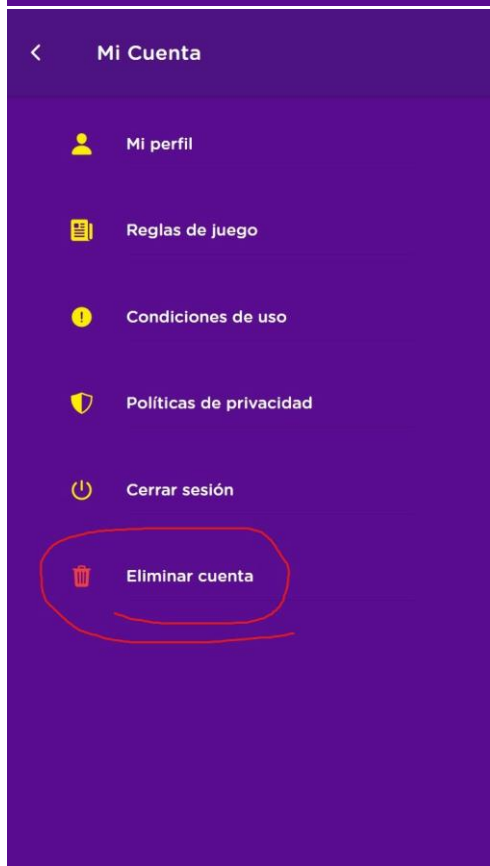 Mi Cuenta
Mi perfil
Reglas de juego
Condiciones de uso
Políticas de privacidad
Cerrar sesión
Eliminar cuenta